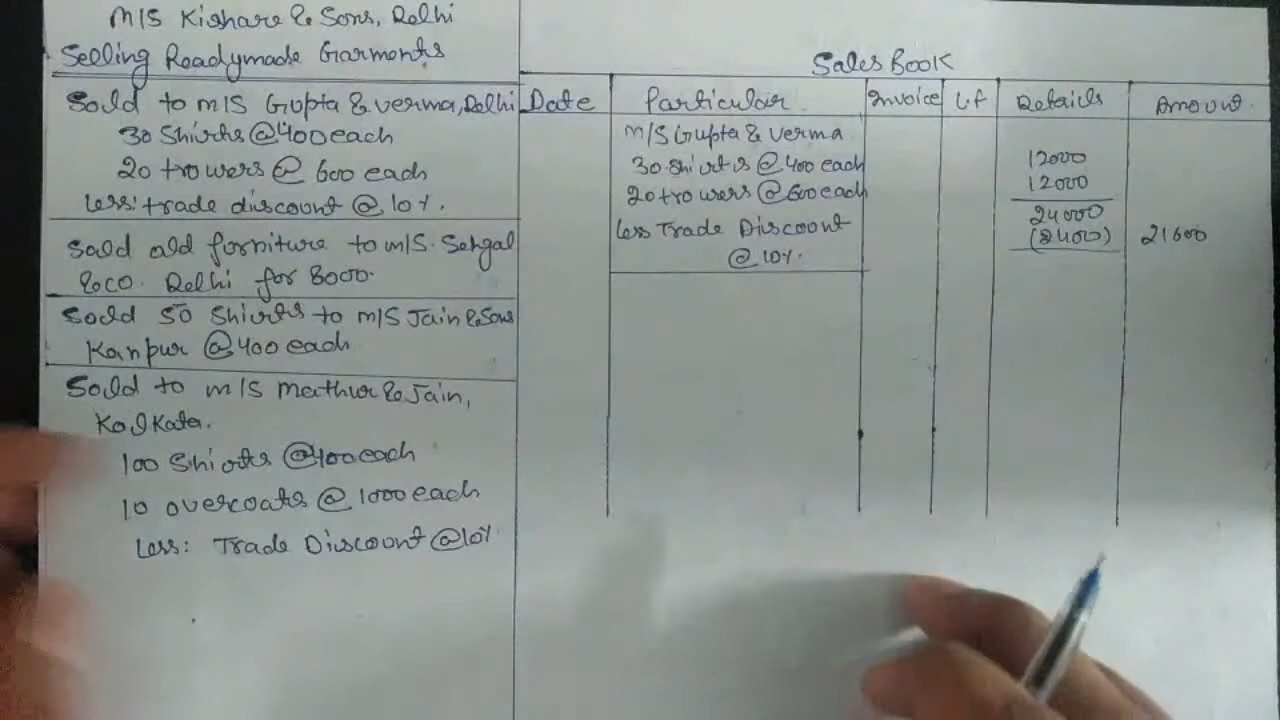 M/S Kishore & Sons, Delhi
Selling Readymade Garments
Sold to M/S Gupta & Verma, Delhi
30 Shirts @ 400 each
20 trowers @ 600 each
Less: trade discount @ 10%.
Sold old forniture to M/S. Sehgal
& co. Delhi for 8000.
Sold 50 Shirts to M/S Jain & Sons
Kanpur @ 400 each
Sold to M/S Mathur & Jain,
Kolkata.
100 Shirts @ 400 each
10 overcoats @ 1000 each
Less: Trade Discount @ 10%
Sales Book
Date Particular Invoice Lf Details Amount
M/S Gupta & Verma
30 Shirts @ 400 each 12000
20 trowers @ 600 each 12000
24000
Less Trade Discount (2400) 21600
@ 10%.